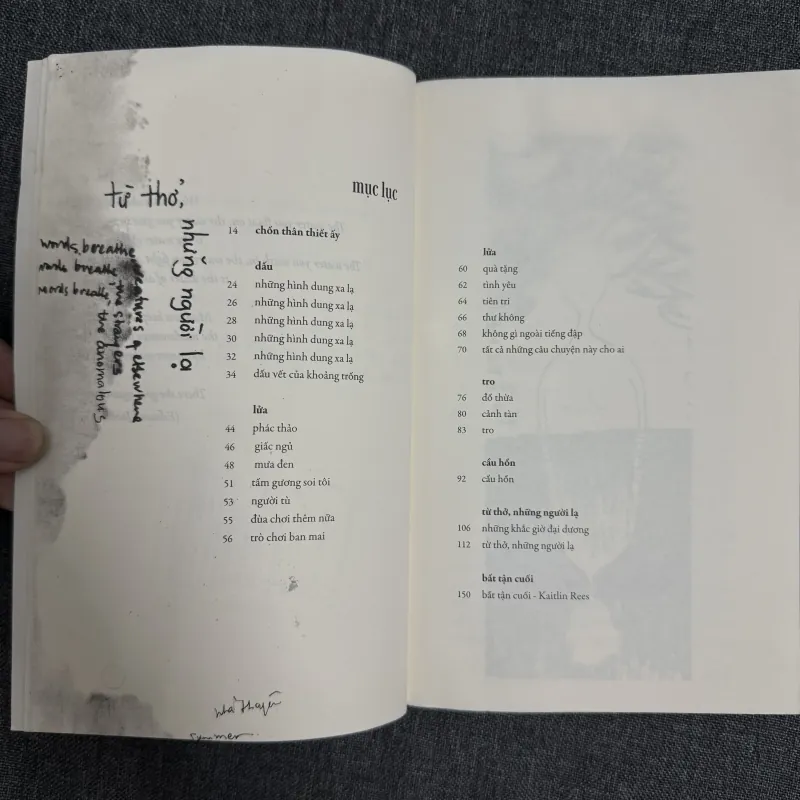 từ thở,
những người lạ
words breathe, creatures of elsewhere
words breathe, the strangers
words breathe, the anomalous
mục lục
14 chốn thân thiết ấy
dấu
24 những hình dung xa lạ
26 những hình dung xa lạ
28 những hình dung xa lạ
30 những hình dung xa lạ
32 những hình dung xa lạ
34 dấu vết của khoảng trống
lửa
44 phác thảo
46 giấc ngủ
48 mưa đen
51 tấm gương soi tôi
53 người tù
55 đùa chơi thêm nữa
56 trò chơi ban mai
Nhã Thuyên
summer
lửa
60 quà tặng
62 tình yêu
64 tiên tri
66 thư không
68 không gì ngoài tiếng đập
70 tất cả những câu chuyện này cho ai
tro
76 đồ thừa
80 cảnh tàn
83 tro
cầu hồn
92 cầu hồn
từ thở, những người lạ
106 những khắc giờ đại dương
112 từ thở, những người lạ
bất tận cuối
150 bất tận cuối - Kaitlin Rees